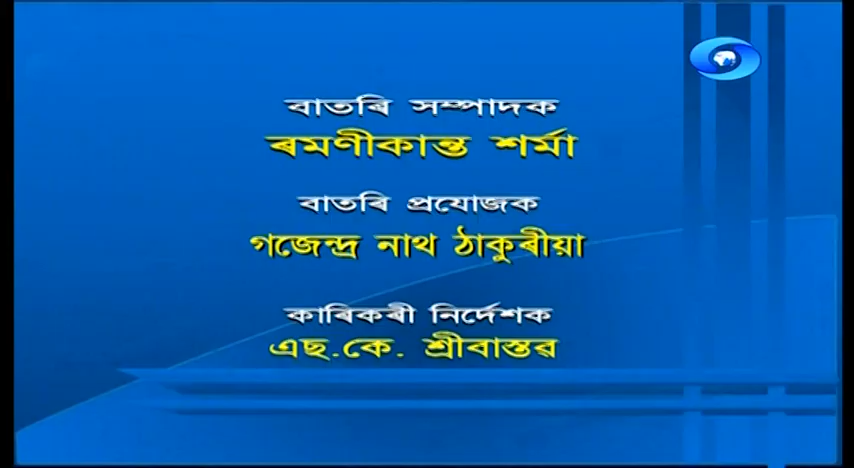 বাতৰি সম্পাদক
ৰমণীকান্ত শৰ্মা
বাতৰি প্ৰযোজক
গজেন্দ্ৰ নাথ ঠাকুৰীয়া
কাৰিকৰী নিৰ্দেশক
এছ.কে. শ্ৰীবাস্তৱ